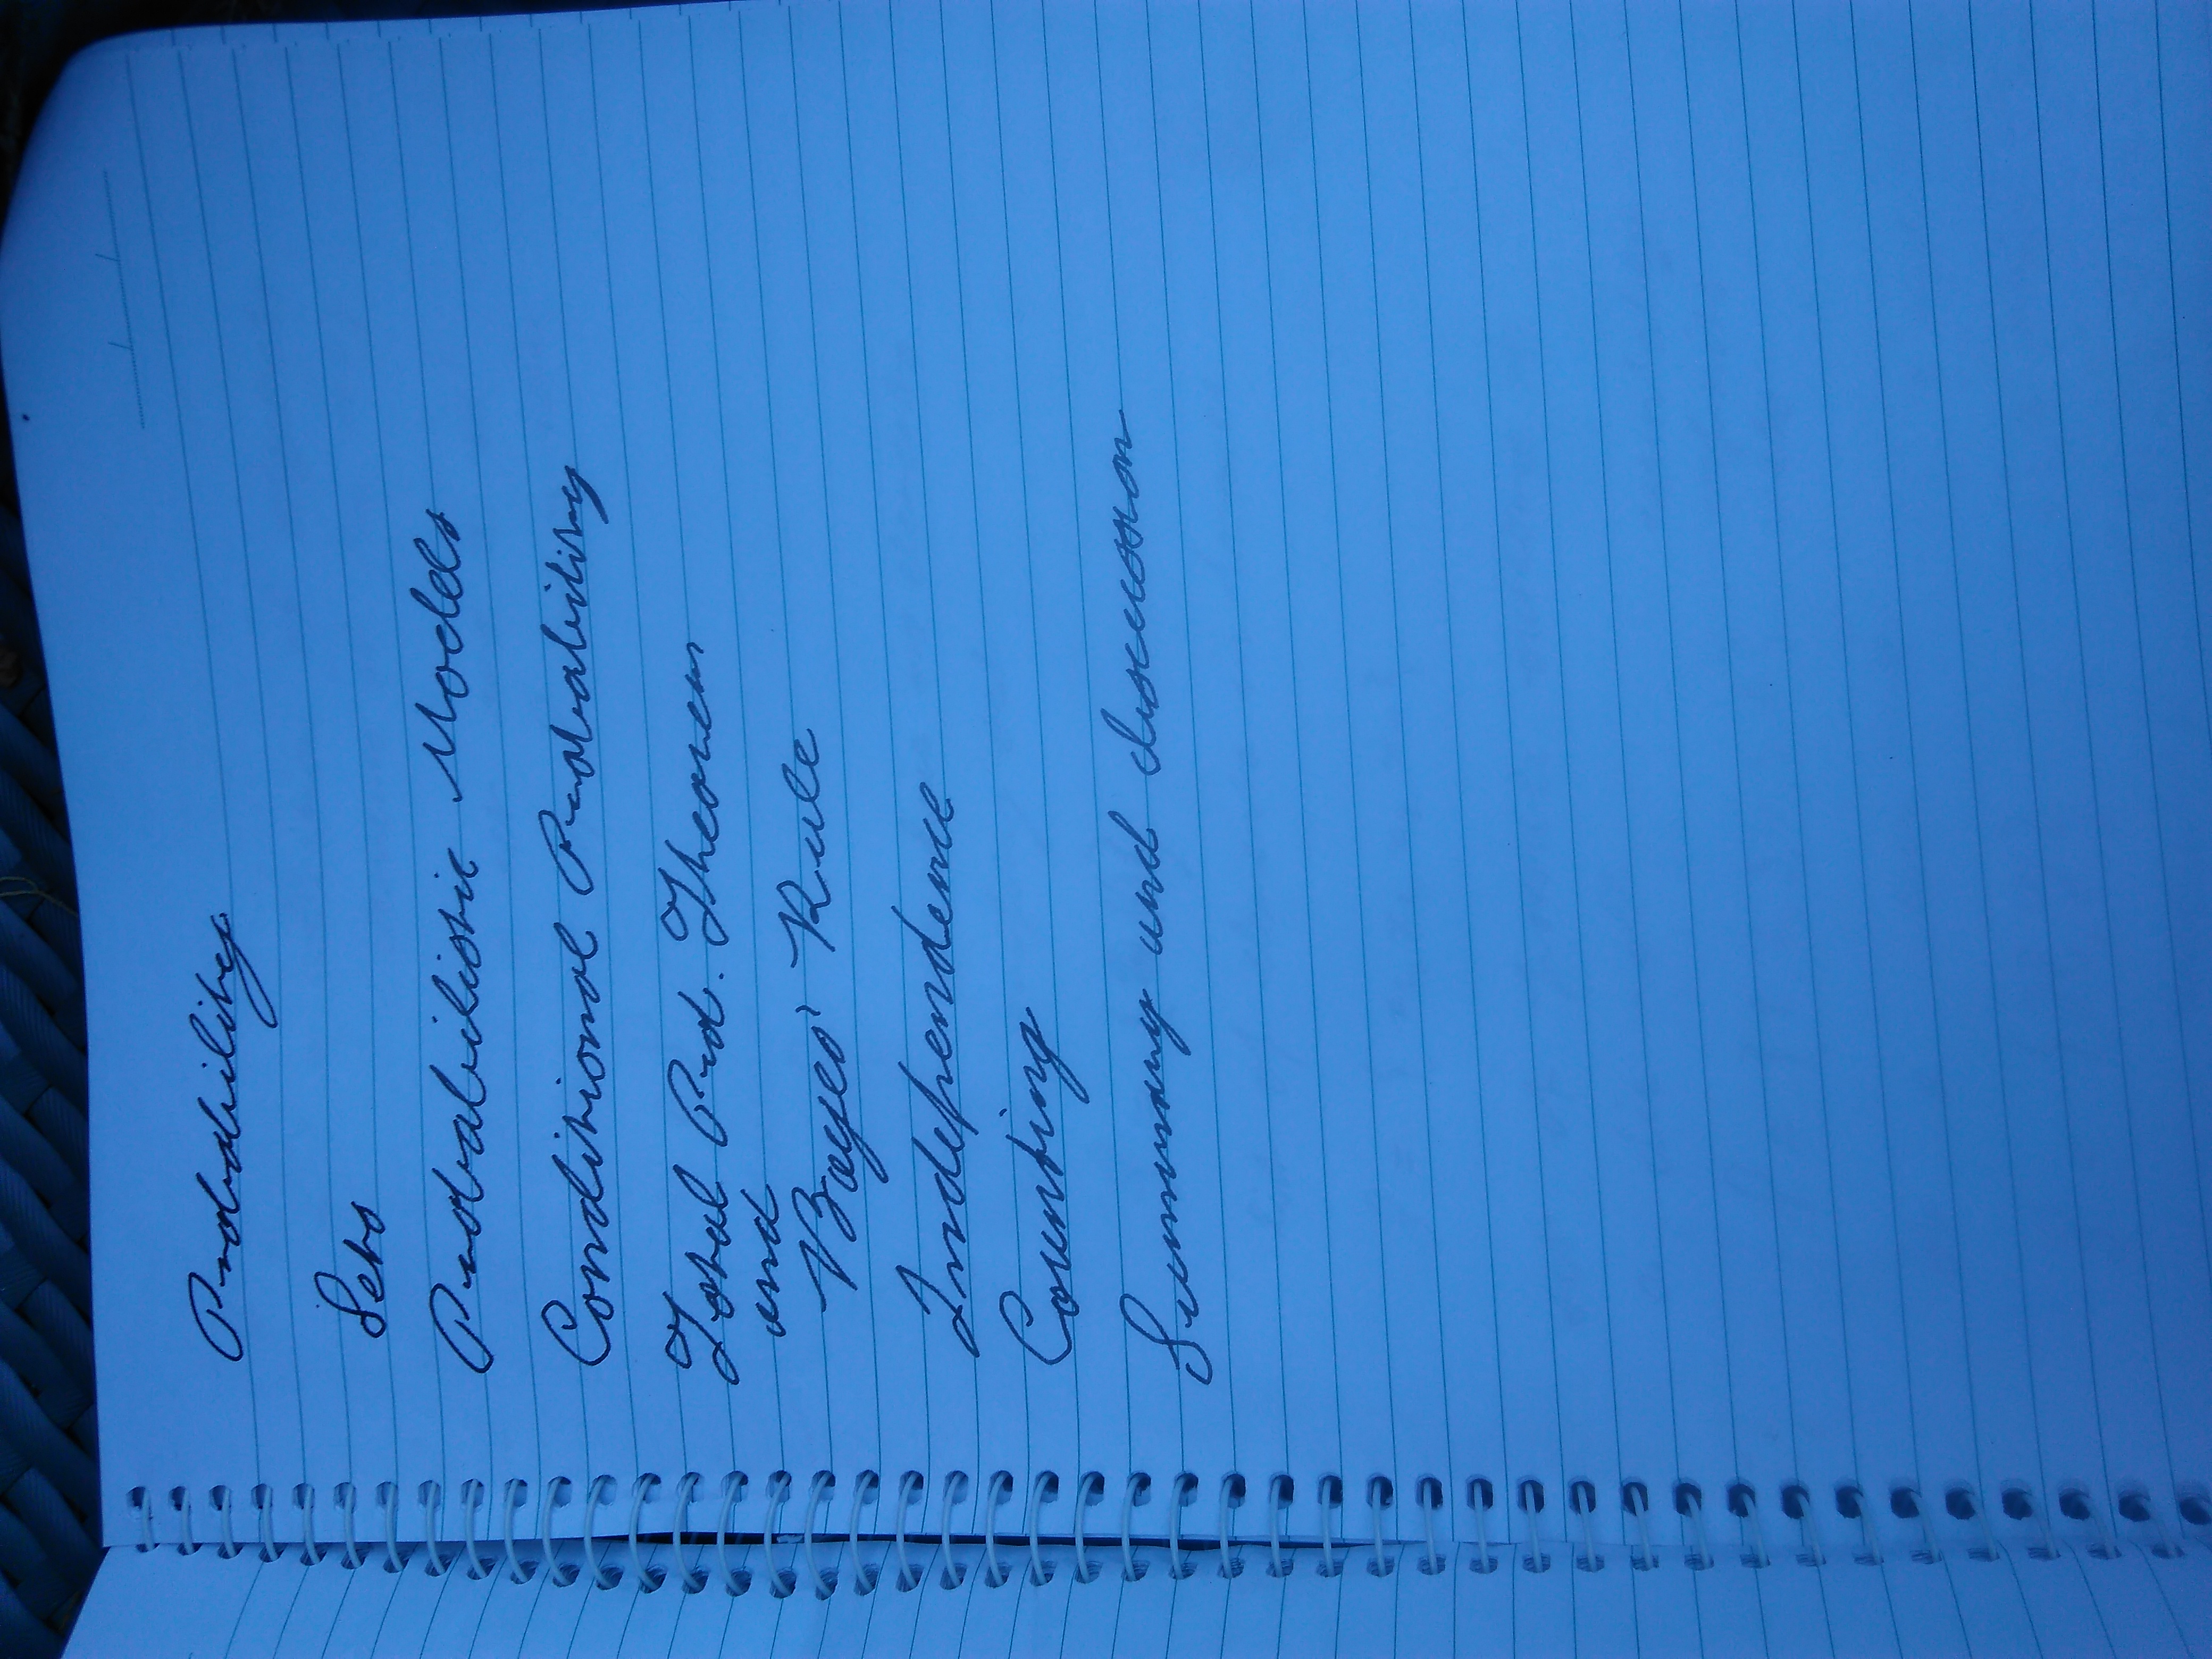 Probability
Sets
Probabilistic Models
Conditional Probability
Total Prob. Theorem
and
Bayes' Rule
Independence
Counting
Summary and discussion